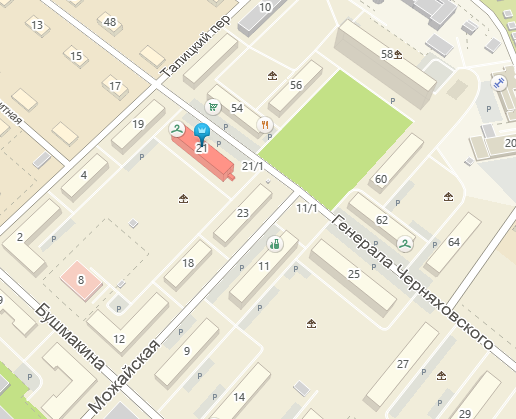 10
48
13
Талицкий пер
58
15
56
17
P
P
54
20
19
P
21
21/1
60
4
P
P
11/1
23
62
2
64
Генерала Черняховского
18
11
P
25
P
8
P
P
12
Бушмакина
9
P
27
Можайская
P
14
P
29